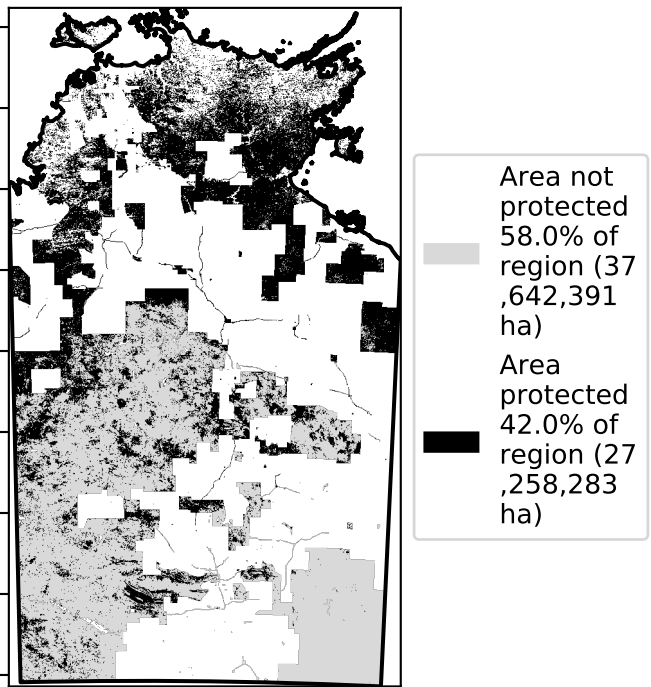 Area not
protected
58.0% of
region (37
,642,391
ha)
Area
protected
42.0% of
region (27
,258,283
ha)